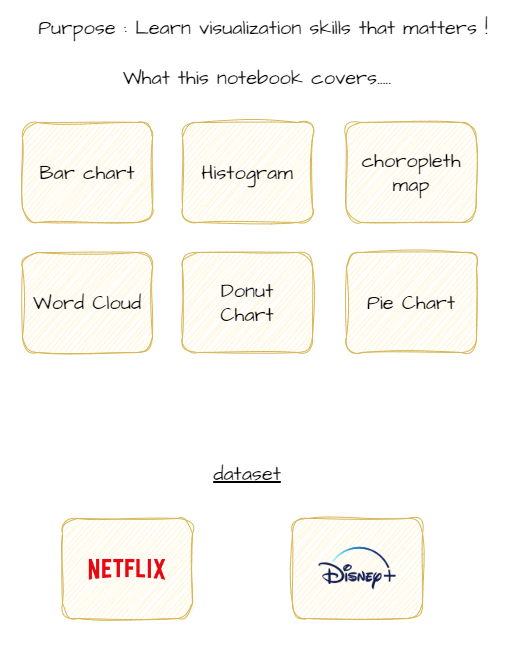 Purpose : Learn visualization skills that matters !
What this notebook covers.....
Bar chart
Histogram
choropleth
map
Word Cloud
Donut
Chart
Pie Chart
dataset
NETFLIX
Disney+